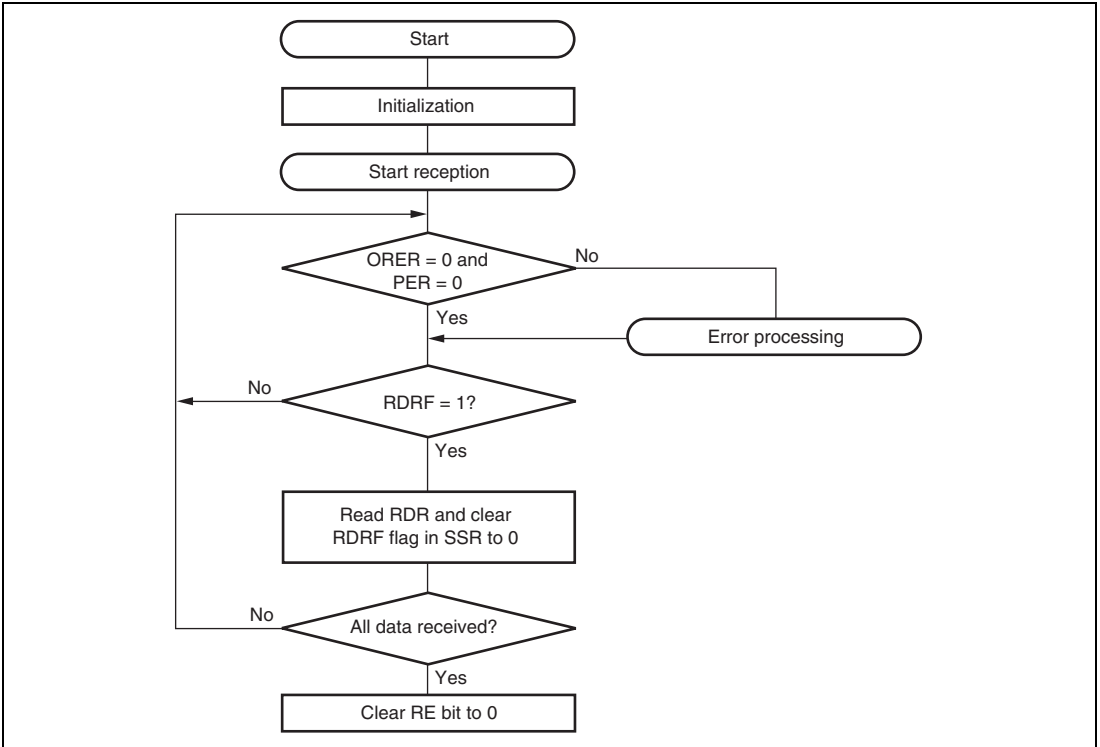 Start
Initialization
Start reception
ORER = 0 and
PER = 0
No
Yes
Error processing
No
RDRF = 1?
Yes
Read RDR and clear
RDRF flag in SSR to 0
No
All data received?
Yes
Clear RE bit to 0